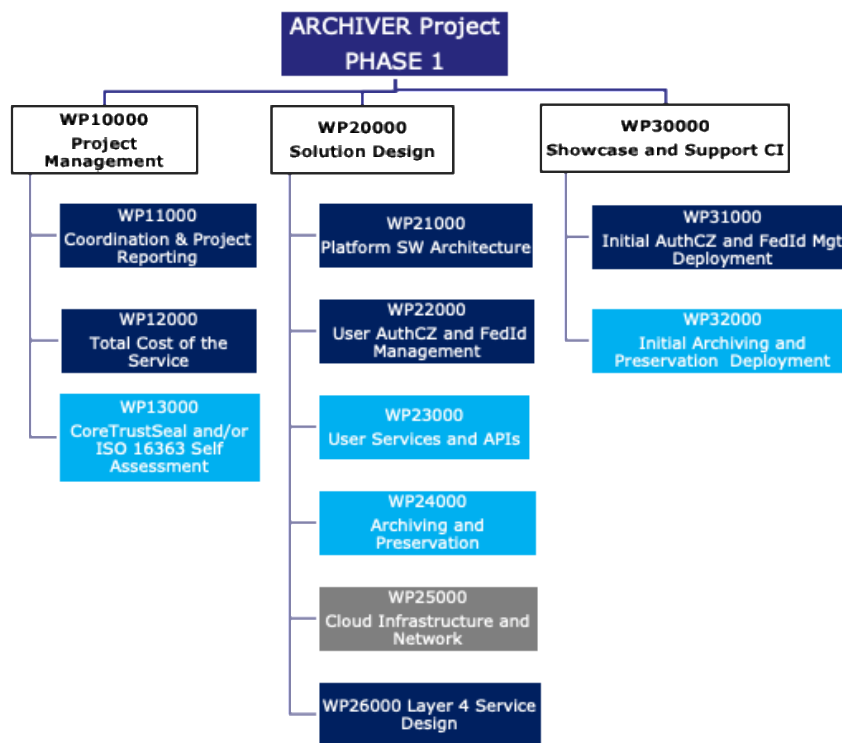 ARCHIVER Project
PHASE 1
WP10000
Project
Management
WP11000
Coordination & Project
Reporting
WP12000
Total Cost of the
Service
WP13000
CoreTrustSeal and/or
ISO 16363 Self
Assessment
WP20000
Solution Design
WP21000
Platform SW Architecture
WP22000
User AuthCZ and FedId
Management
WP23000
User Services and APIs
WP24000
Archiving and
Preservation
WP25000
Cloud Infrastructure and
Network
WP26000 Layer 4 Service
Design
WP30000
Showcase and Support CI
WP31000
Initial AuthCZ and FedId Mgt
Deployment
WP32000
Initial Archiving and
Preservation Deployment